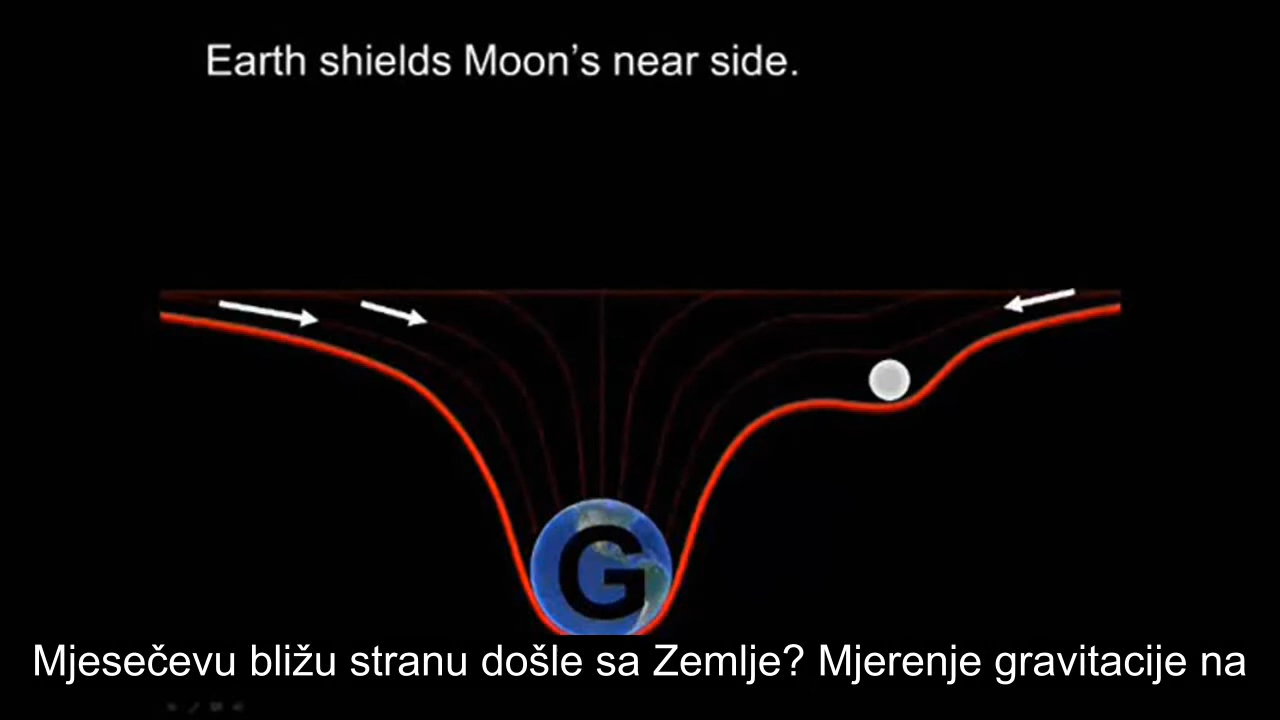 Earth shields Moon’s near side.
G
Mjesečevu bližu stranu došle sa Zemlje? Mjerenje gravitacije na